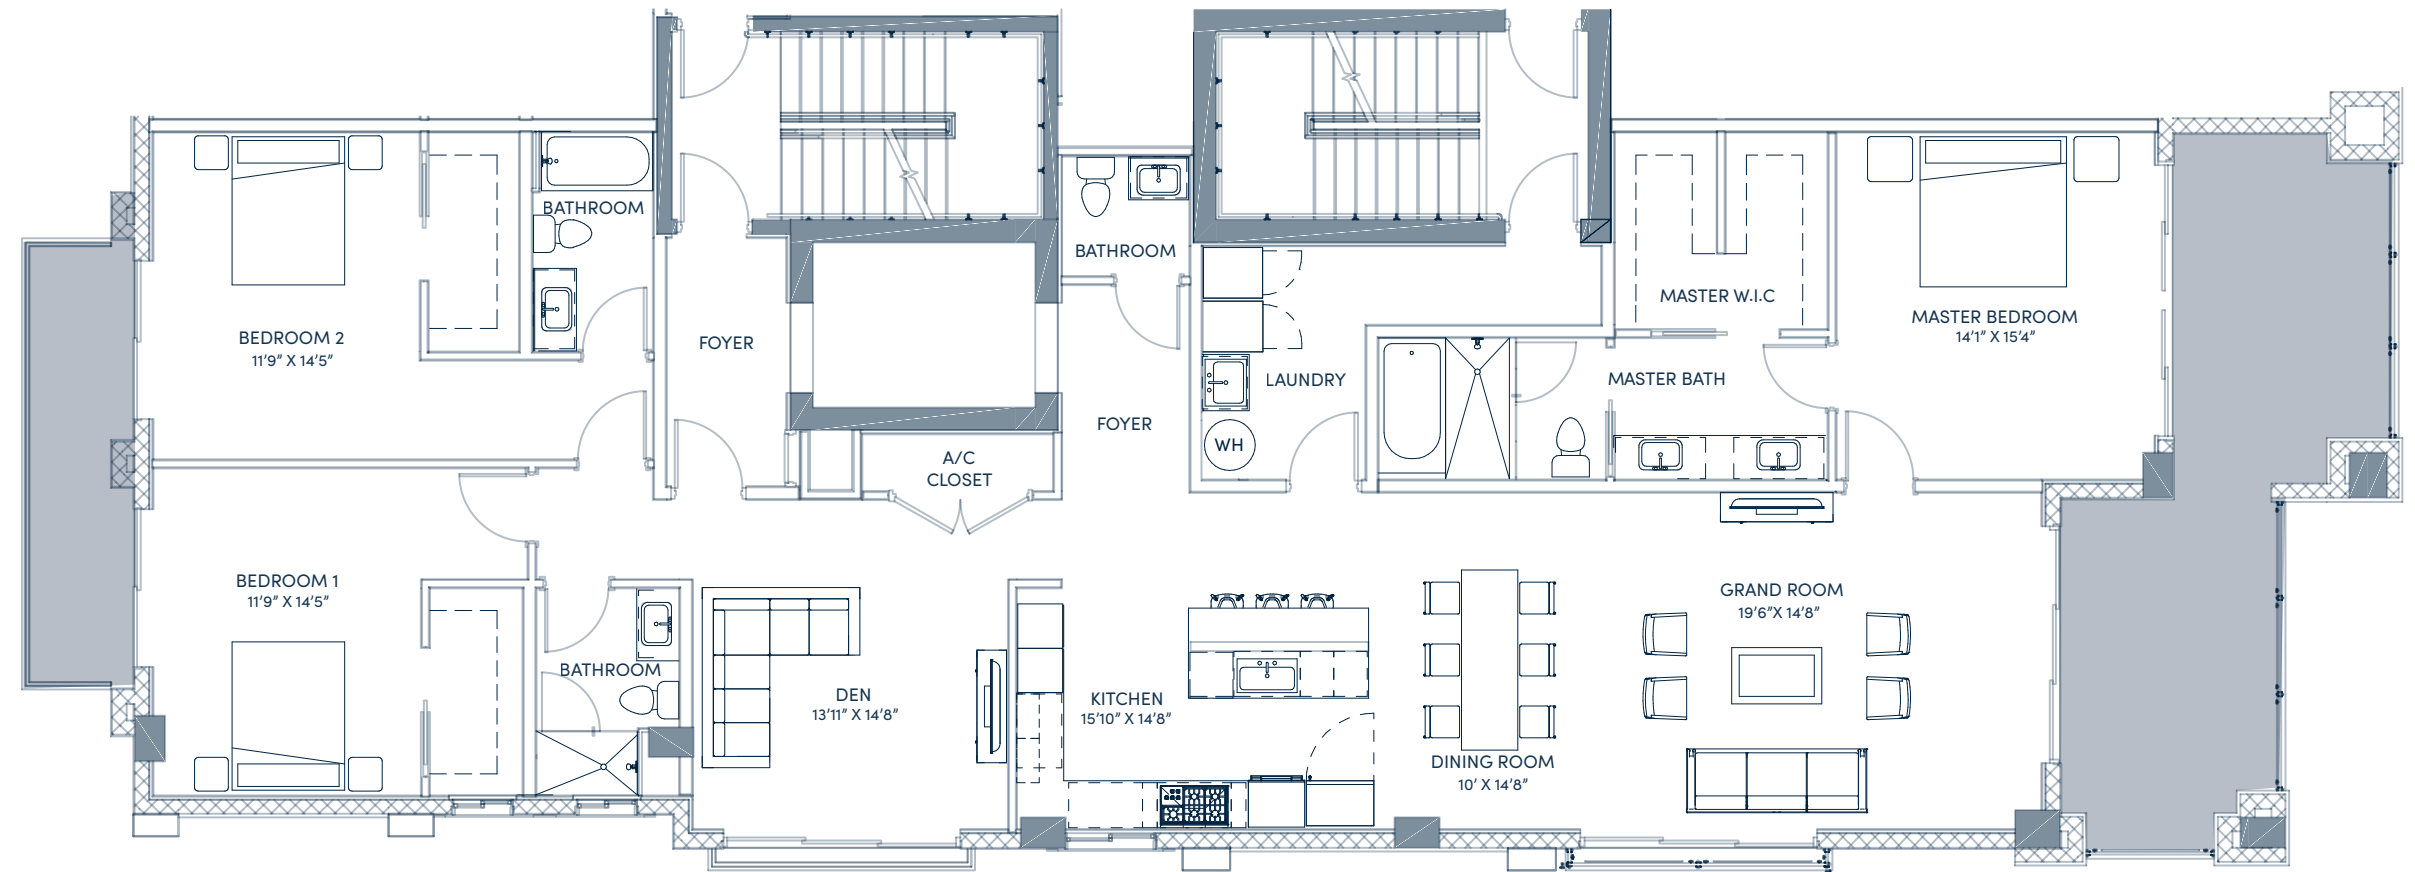 BATHROOM
BEDROOM 2
11'9" X 14'5"
FOYER
A/C
CLOSET
BATHROOM
FOYER
LAUNDRY
WH
MASTER W.I.C
MASTER BATH
MASTER BEDROOM
14'1" X 15'4"
BEDROOM 1
11'9" X 14'5"
BATHROOM
DEN
13'11" X 14'8"
KITCHEN
15'10" X 14'8"
DINING ROOM
10' X 14'8"
GRAND ROOM
19'6"X 14'8"